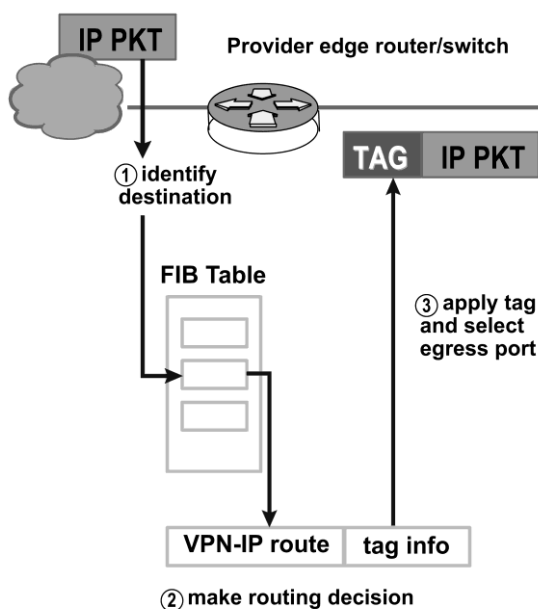 IP PKT
Provider edge router/switch
TAG IP PKT
① identify
destination
FIB Table
③ apply tag
and select
egress port
VPN-IP route tag info
② make routing decision